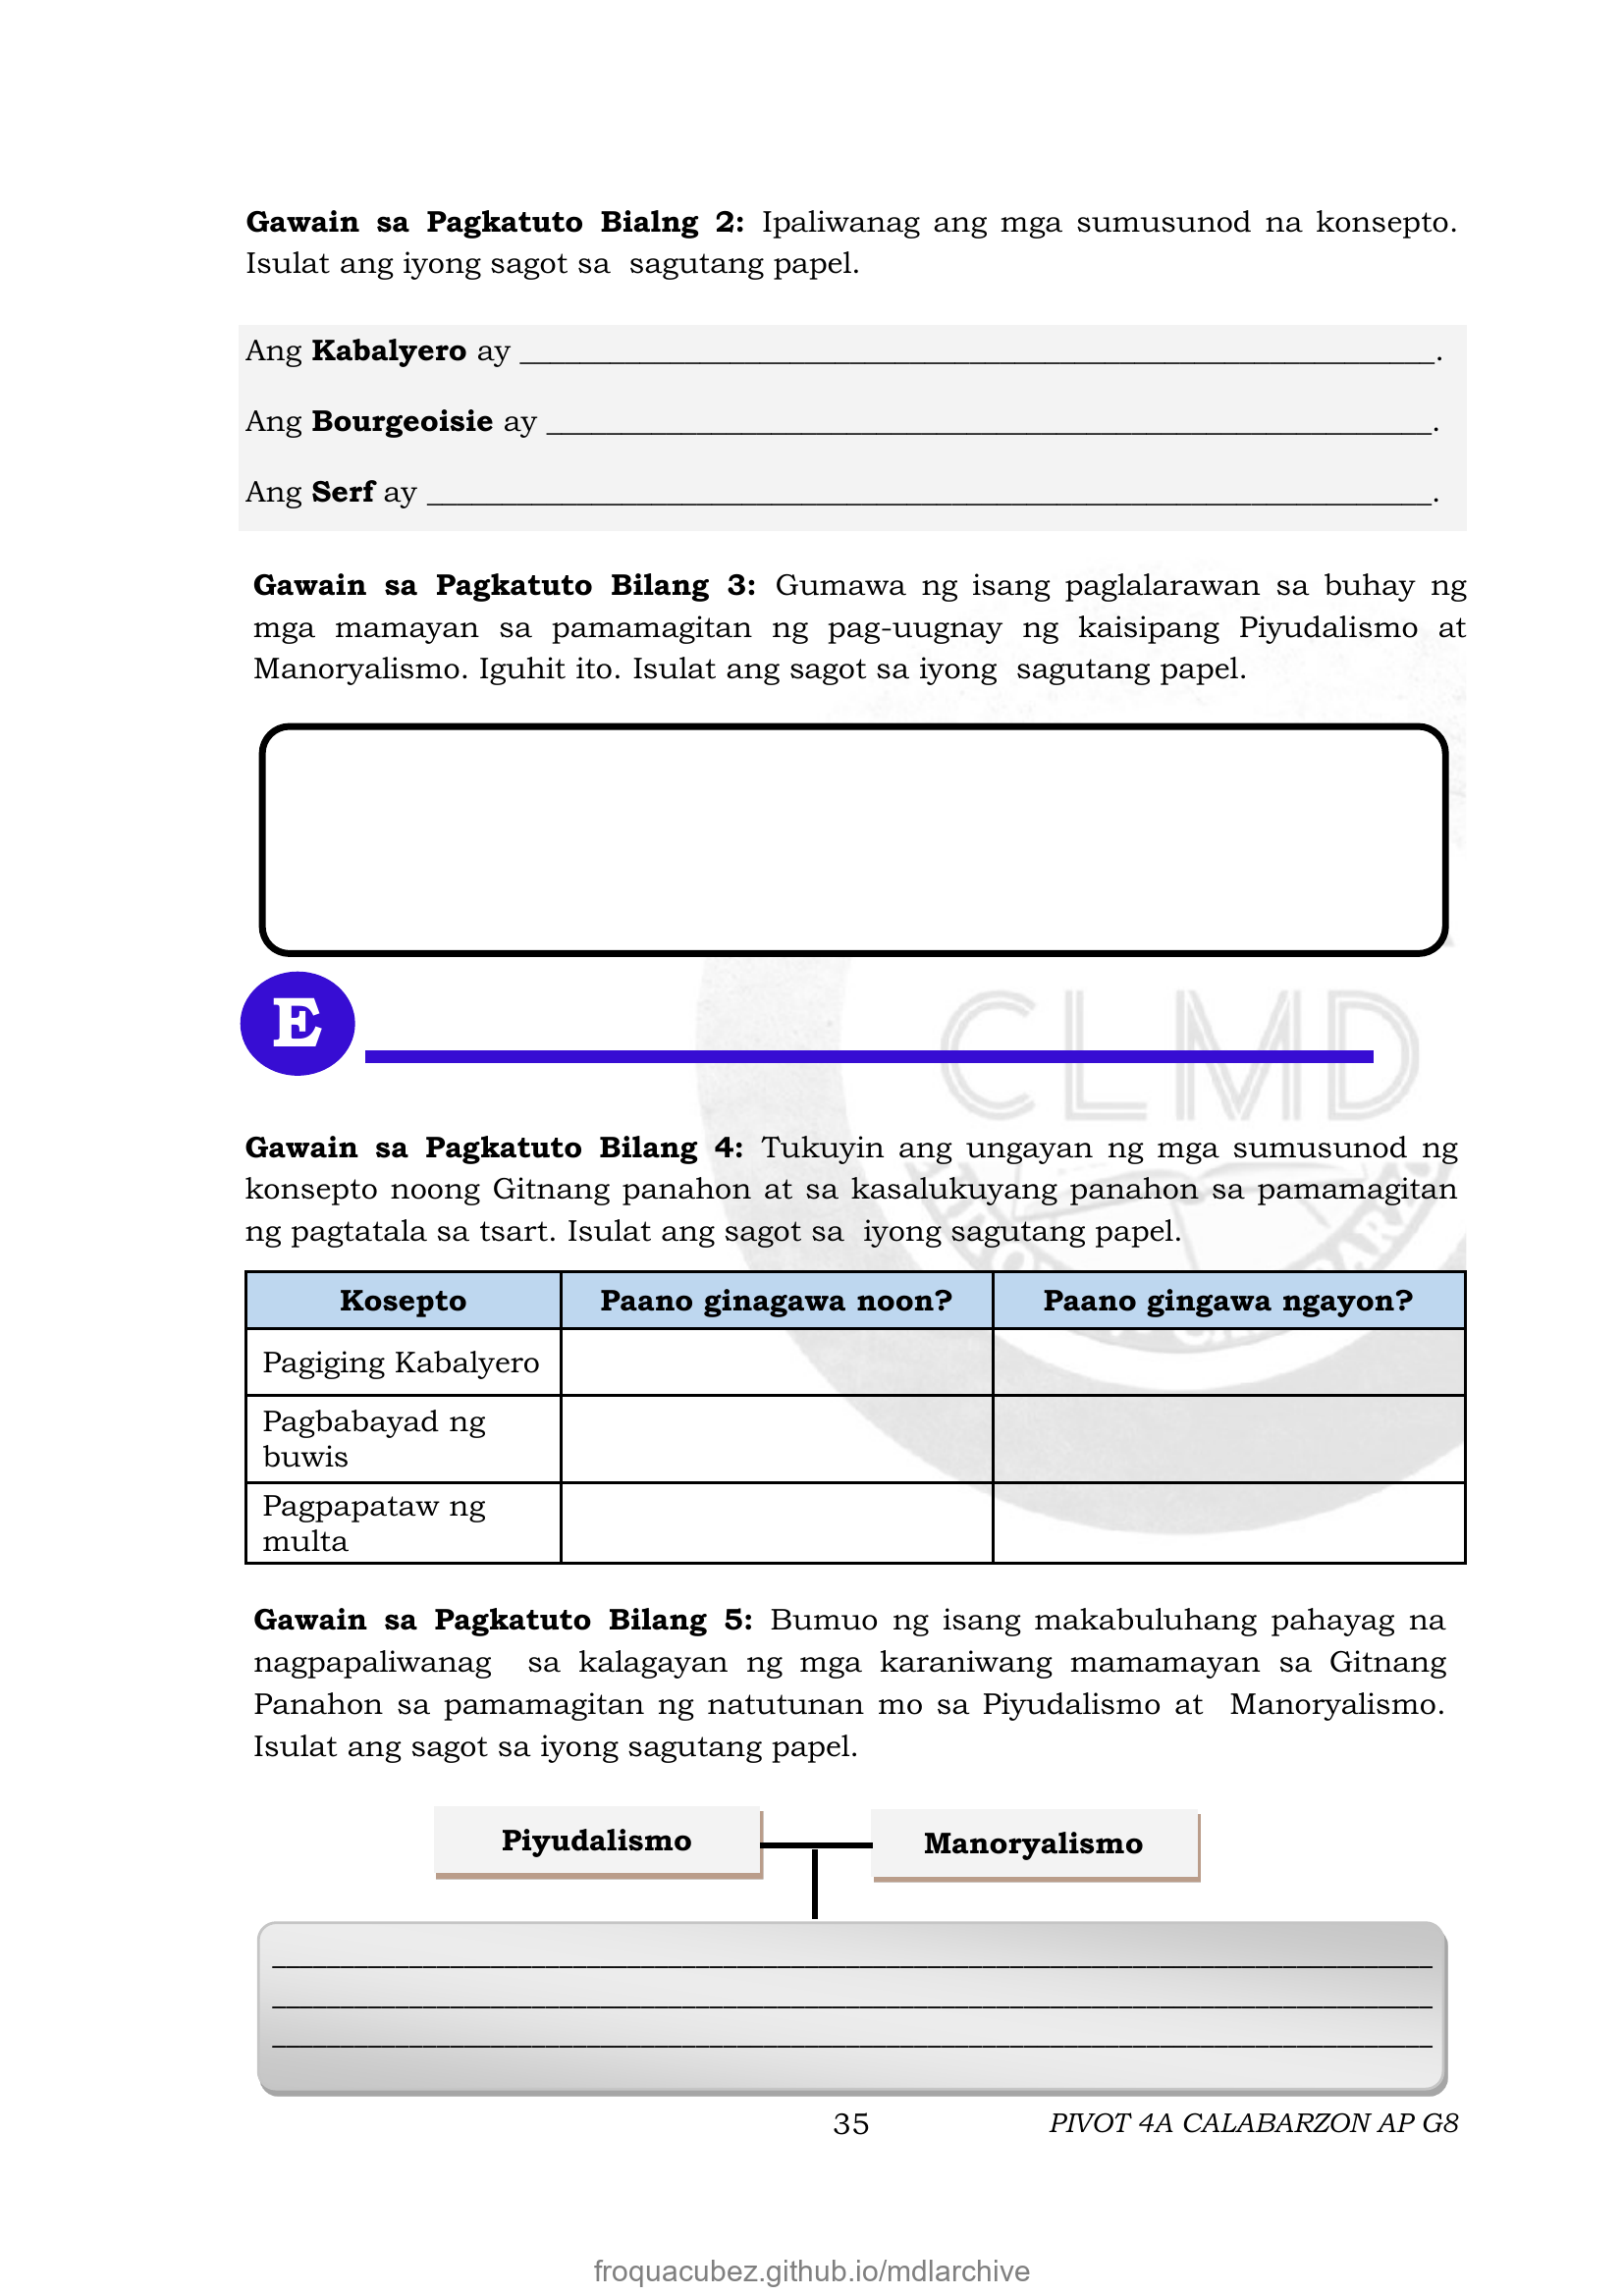 Gawain sa Pagkatuto Bialng 2: Ipaliwanag ang mga sumusunod na konsepto.
Isulat ang iyong sagot sa sagutang papel.
Ang Kabalyero ay ______________________________________________________________.
Ang Bourgeoisie ay ____________________________________________________________.
Ang Serf ay ____________________________________________________________________.
Gawain sa Pagkatuto Bilang 3: Gumawa ng isang paglalarawan sa buhay ng
mga mamayan sa pamamagitan ng pag-uugnay ng kaisipang Piyudalismo at
Manoryalismo. Iguhit ito. Isulat ang sagot sa iyong sagutang papel.
E
CLMD
Gawain sa Pagkatuto Bilang 4: Tukuyin ang ungayan ng mga sumusunod ng
konsepto noong Gitnang panahon at sa kasalukuyang panahon sa pamamagitan
ng pagtatala sa tsart. Isulat ang sagot sa iyong sagutang papel.
Kosepto Paano ginagawa noon? Paano gingawa ngayon?
Pagiging Kabalyero
Pagbabayad ng
buwis
Pagpapataw ng
multa
Gawain sa Pagkatuto Bilang 5: Bumuo ng isang makabuluhang pahayag na
nagpapaliwanag sa kalagayan ng mga karaniwang mamamayan sa Gitnang
Panahon sa pamamagitan ng natutunan mo sa Piyudalismo at Manoryalismo.
Isulat ang sagot sa iyong sagutang papel.
Piyudalismo Manoryalismo
35 PIVOT 4A CALABARZON AP G8
froquacubez.github.io/mdlarchive